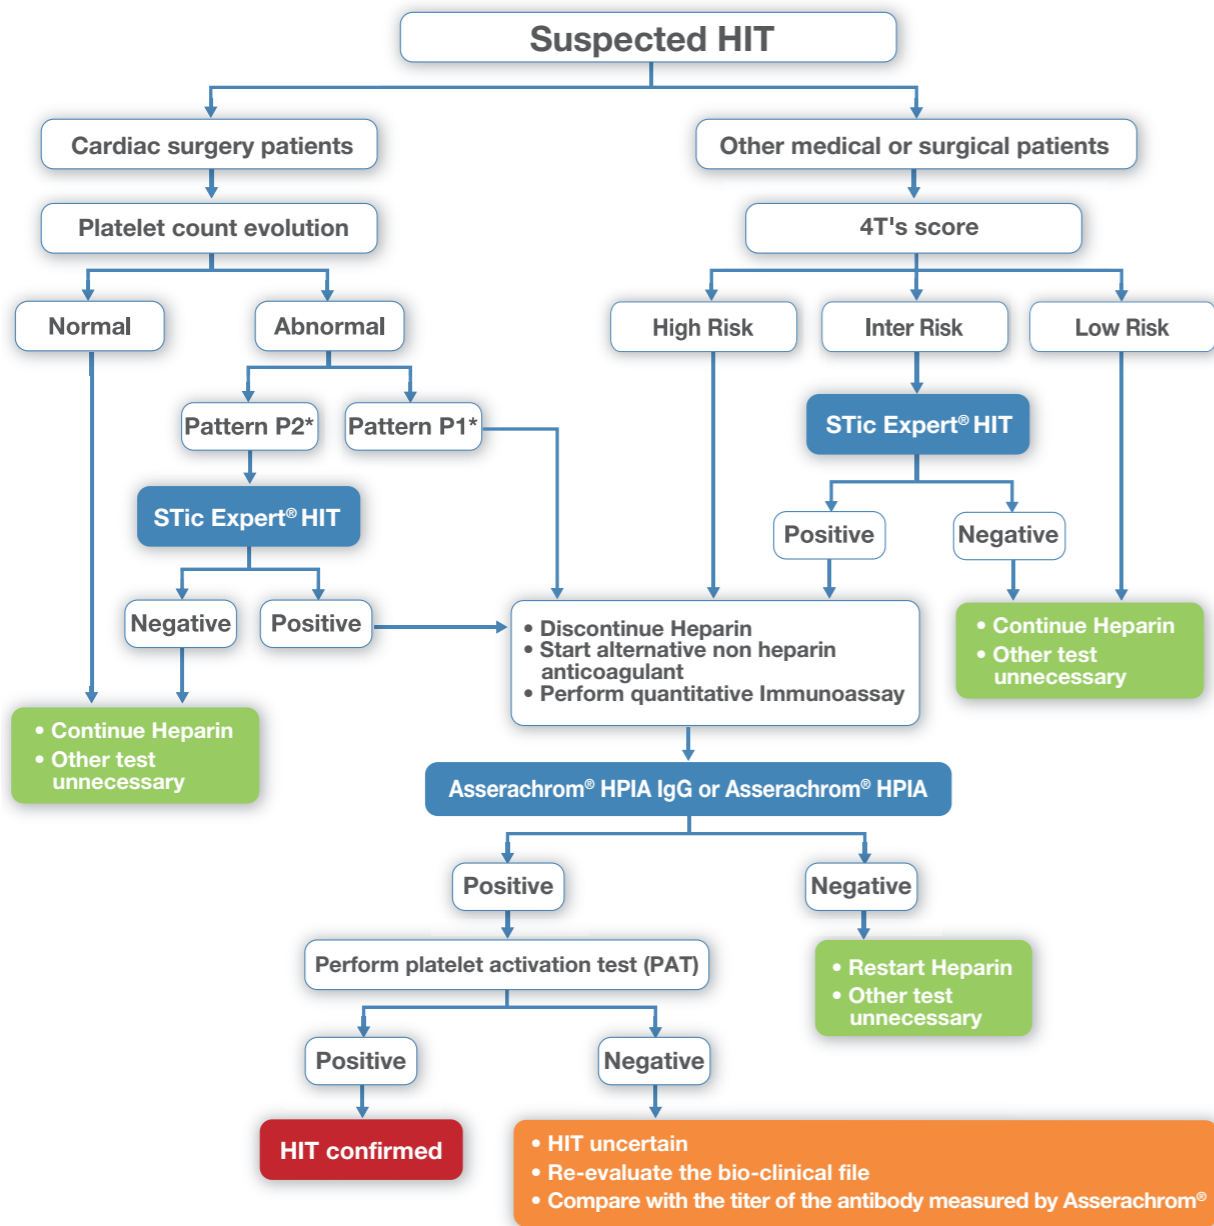 Suspected HIT
Cardiac surgery patients
Other medical or surgical patients
Platelet count evolution
4T's score
Normal
Abnormal
High Risk
Inter Risk
Low Risk
Pattern P2*
Pattern P1*
STic Expert® HIT
STic Expert® HIT
Positive
Negative
Negative
Positive
• Discontinue Heparin
• Start alternative non heparin
anticoagulant
• Perform quantitative Immunoassay
• Continue Heparin
• Other test
unnecessary
• Continue Heparin
• Other test
unnecessary
Asserachrom® HPIA IgG or Asserachrom® HPIA
Positive
Negative
Perform platelet activation test (PAT)
• Restart Heparin
• Other test
unnecessary
Positive
Negative
HIT confirmed
• HIT uncertain
• Re-evaluate the bio-clinical file
• Compare with the titer of the antibody measured by Asserachrom®